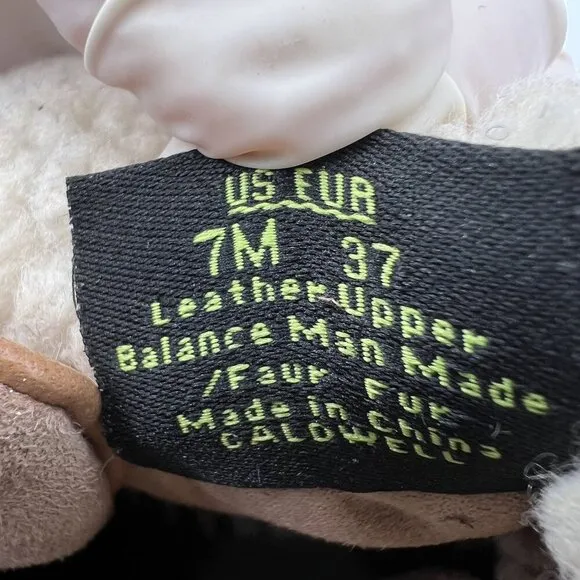 US EUR
7M 37
Leather Upper
Balance Man Made
/Faur Fur
Made in China
CALDWELL